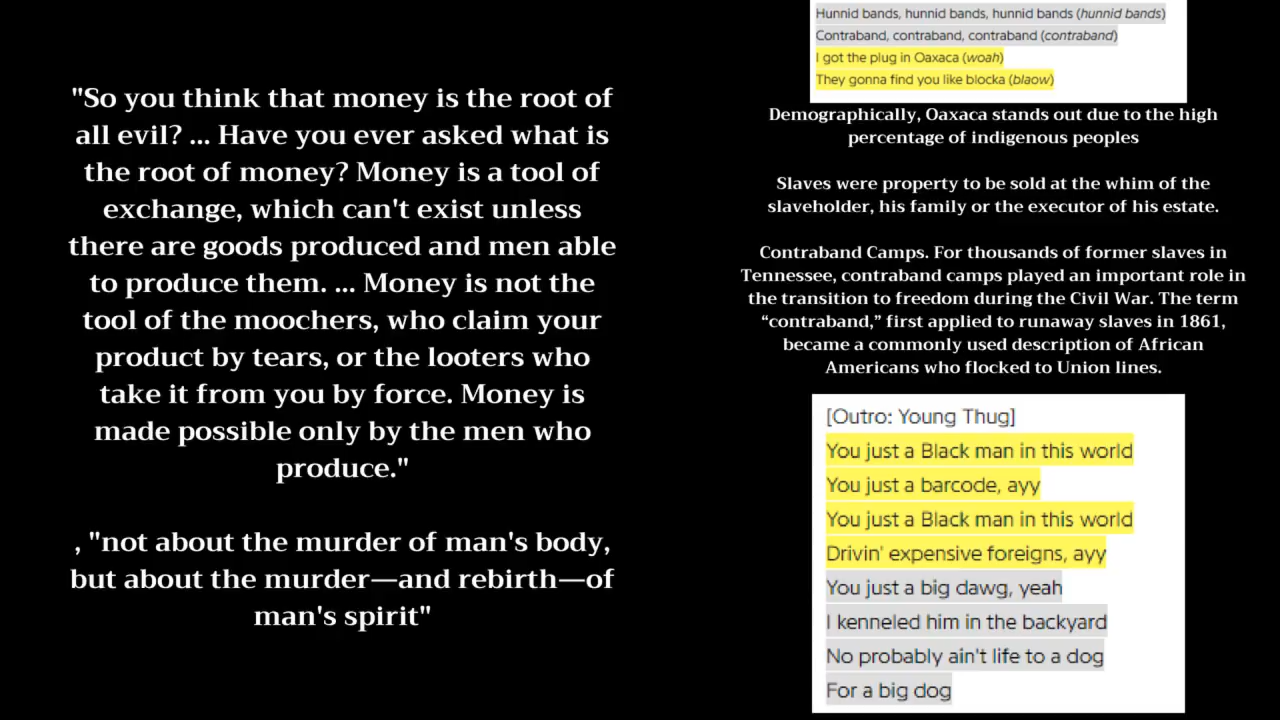 "So you think that money is the root of
all evil? ... Have you ever asked what is
the root of money? Money is a tool of
exchange, which can't exist unless
there are goods produced and men able
to produce them. ... Money is not the
tool of the moochers, who claim your
product by tears, or the looters who
take it from you by force. Money is
made possible only by the men who
produce."
, "not about the murder of man's body,
but about the murder—and rebirth—of
man's spirit"
Hunnid bands, hunnid bands, hunnid bands (hunnid bands)
Contraband, contraband, contraband (contraband)
I got the plug in Oaxaca (woah)
They gonna find you like blocka (blaow)
Demographically, Oaxaca stands out due to the high
percentage of indigenous peoples
Slaves were property to be sold at the whim of the
slaveholder, his family or the executor of his estate.
Contraband Camps. For thousands of former slaves in
Tennessee, contraband camps played an important role in
the transition to freedom during the Civil War. The term
“contraband,” first applied to runaway slaves in 1861,
became a commonly used description of African
Americans who flocked to Union lines.
[Outro: Young Thug]
You just a Black man in this world
You just a barcode, ayy
You just a Black man in this world
Drivin' expensive foreigns, ayy
You just a big dawg, yeah
I kenneled him in the backyard
No probably ain't life to a dog
For a big dog